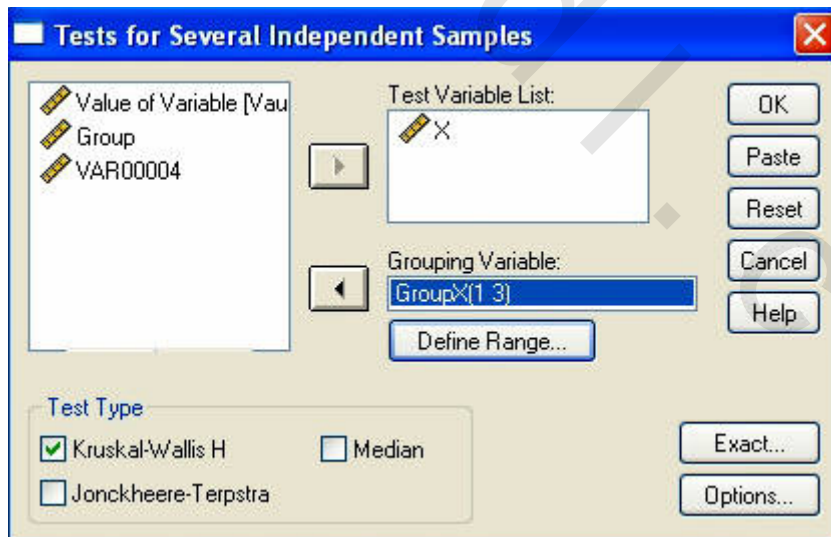 Tests for Several Independent Samples
Value of Variable [Vau
Group
VAR00004
Test Variable List:
X
Grouping Variable:
GroupX(1 3)
Define Range...
OK
Paste
Reset
Cancel
Help
Test Type
Kruskal-Wallis H
Median
Jonckheere-Terpstra
Exact...
Options...